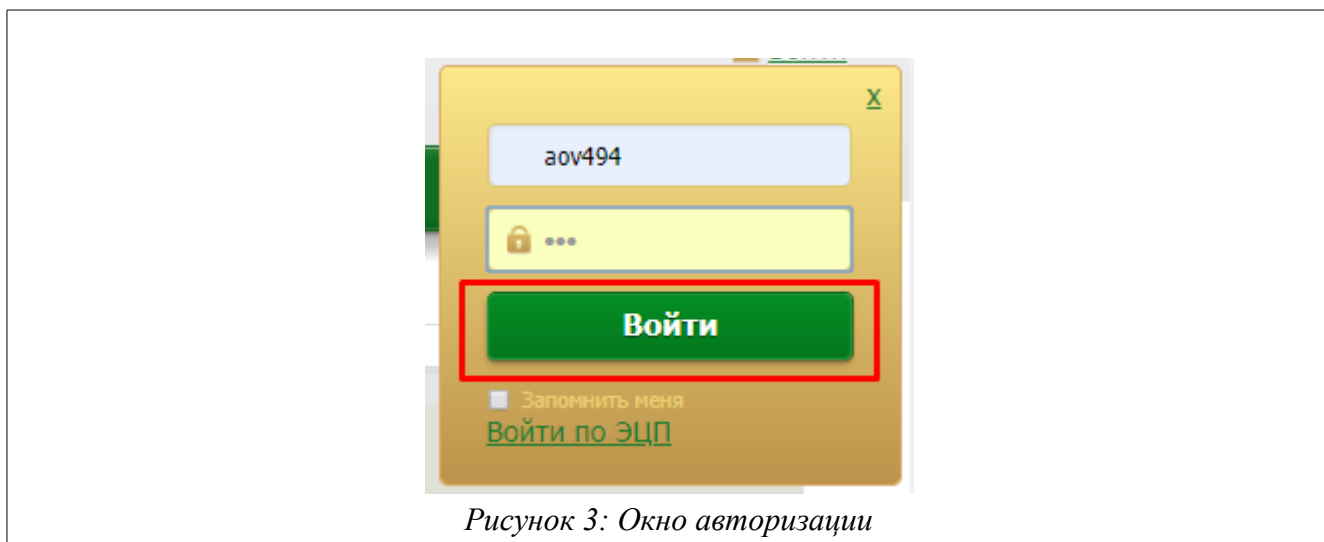 X
aov494
•••
Войти
Запомнить меня
Войти по ЭЦП
Рисунок 3: Окно авторизации